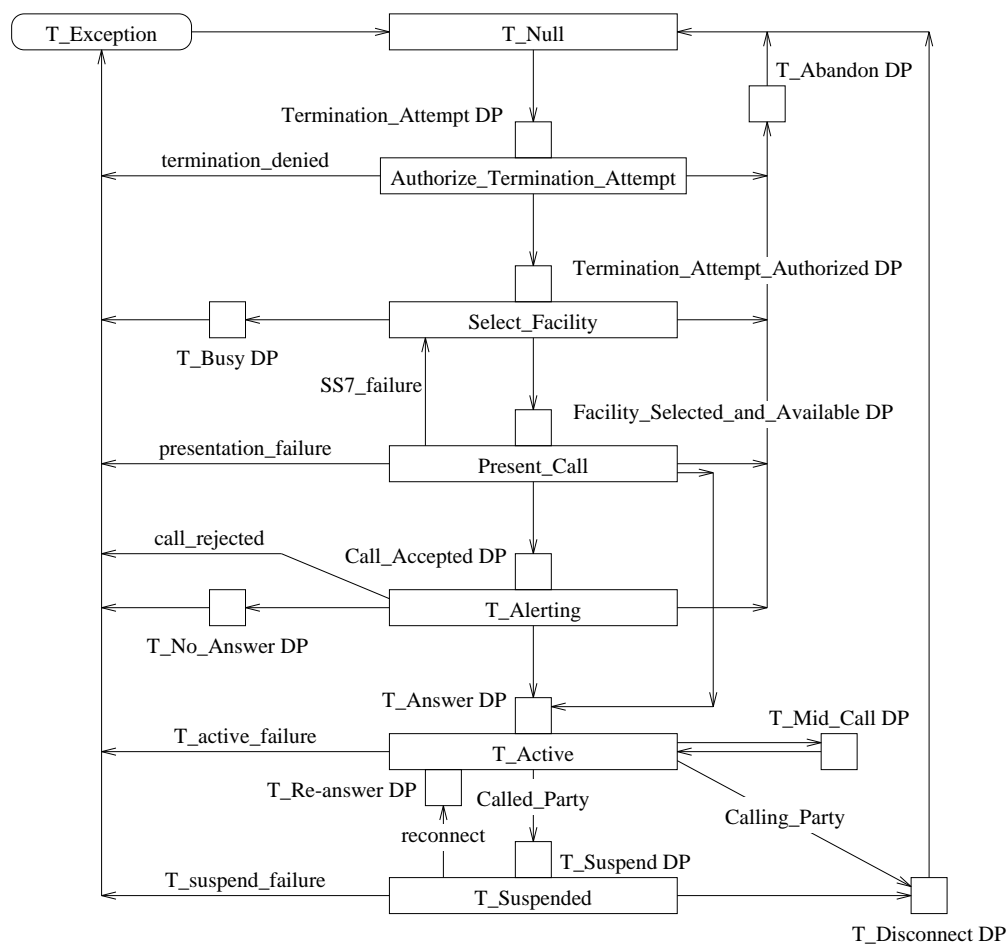 T_Exception
T_Null
T_Abandon DP
Termination_Attempt DP
termination_denied
Authorize_Termination_Attempt
Termination_Attempt_Authorized DP
Select_Facility
T_Busy DP
SS7_failure
Facility_Selected_and_Available DP
presentation_failure
Present_Call
call_rejected
Call_Accepted DP
T_Alerting
T_No_Answer DP
T_Answer DP
T_Mid_Call DP
T_active_failure
T_Active
T_Re-answer DP
Called_Party
Calling_Party
reconnect
T_Suspend DP
T_suspend_failure
T_Suspended
T_Disconnect DP